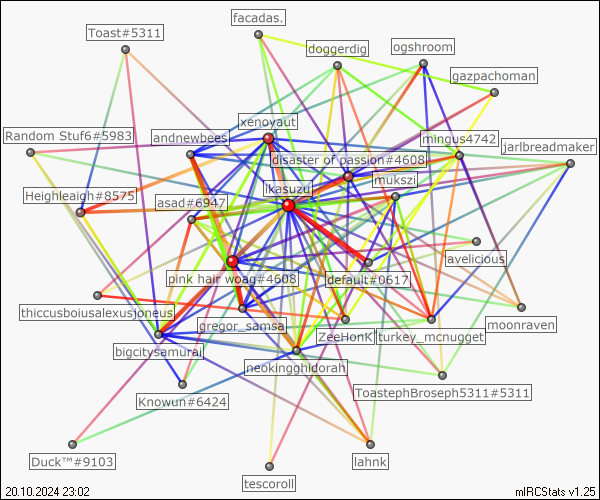 facadas.
Toast#5311
doggerdig
ogshroom
gazpachoman
xenoyaut
Random Stuf6#5983
andnewbees
mingus4742
jarlbreadmaker
disaster of passion#4608
mukszi
ikasuzu
Heighleaigh#8575
asad#6947
lavelicious
pink hair woag#4608
default#0617
thiccusboiusalexusjoneus
gregor_samsa
moonraven
ZeeHonK
turkey_mcnugget
bigcitysamurai
neokingghidorah
ToastephBroseph5311#5311
Knowun#6424
Duck™#9103
lahnk
tescoroll
20.10.2024 23:02
mIRCStats v1.25